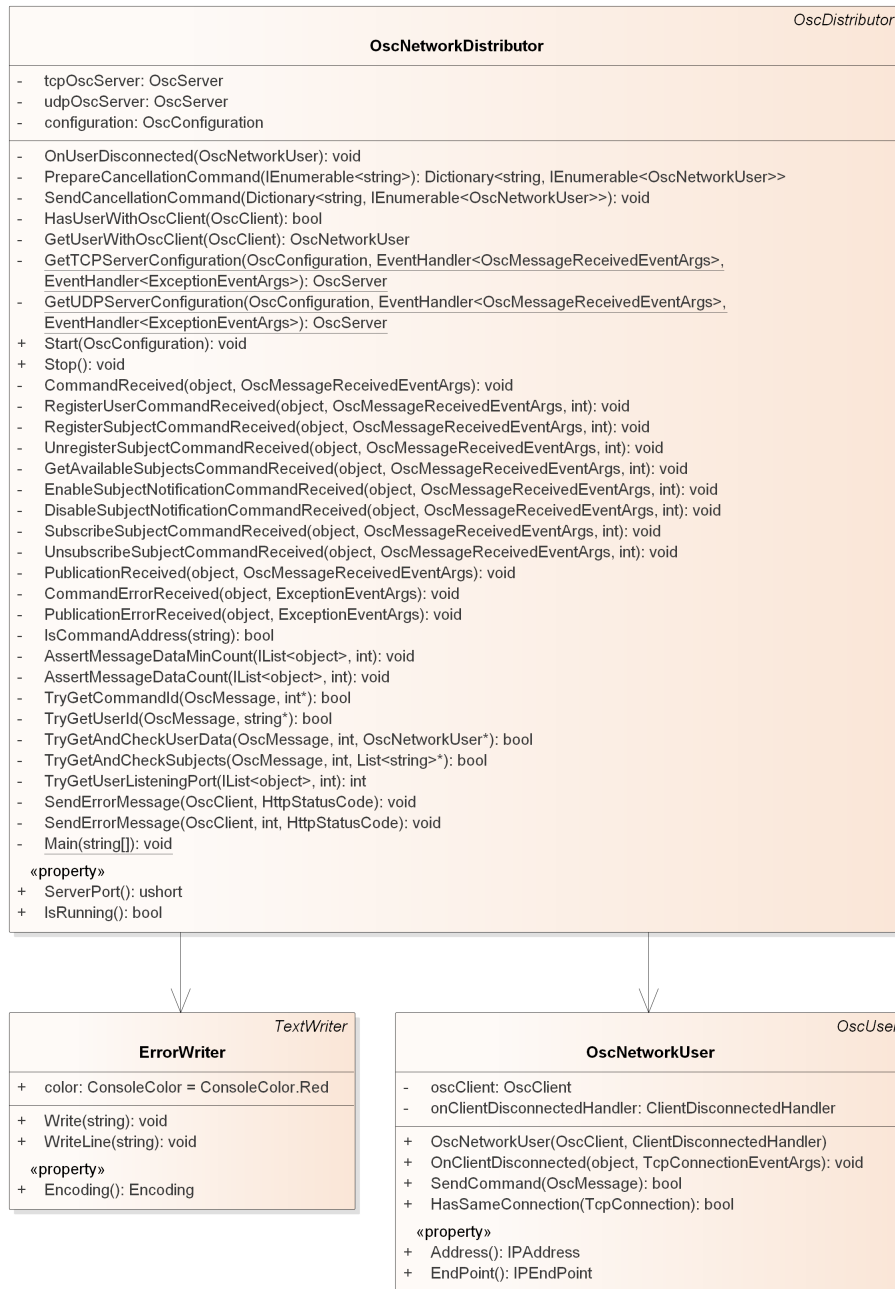 OscDistributor
OscNetworkDistributor
- tcpOscServer: OscServer
- udpOscServer: OscServer
- configuration: OscConfiguration
- OnUserDisconnected(OscNetworkUser): void
- PrepareCancellationCommand(IEnumerable<string>): Dictionary<string, IEnumerable<OscNetworkUser>>
- SendCancellationCommand(Dictionary<string, IEnumerable<OscNetworkUser>>): void
- HasUserWithOscClient(OscClient): bool
- GetUserWithOscClient(OscClient): OscNetworkUser
- GetTCPServerConfiguration(OscConfiguration, EventHandler<OscMessageReceivedEventArgs>,
EventHandler<ExceptionEventArgs>): OscServer
- GetUDPServerConfiguration(OscConfiguration, EventHandler<OscMessageReceivedEventArgs>,
EventHandler<ExceptionEventArgs>): OscServer
+ Start(OscConfiguration): void
+ Stop(): void
- CommandReceived(object, OscMessageReceivedEventArgs): void
- RegisterUserCommandReceived(object, OscMessageReceivedEventArgs, int): void
- RegisterSubjectCommandReceived(object, OscMessageReceivedEventArgs, int): void
- UnregisterSubjectCommandReceived(object, OscMessageReceivedEventArgs, int): void
- GetAvailableSubjectsCommandReceived(object, OscMessageReceivedEventArgs, int): void
- EnableSubjectNotificationCommandReceived(object, OscMessageReceivedEventArgs, int): void
- DisableSubjectNotificationCommandReceived(object, OscMessageReceivedEventArgs, int): void
- SubscribeSubjectCommandReceived(object, OscMessageReceivedEventArgs, int): void
- UnsubscribeSubjectCommandReceived(object, OscMessageReceivedEventArgs, int): void
- PublicationReceived(object, OscMessageReceivedEventArgs): void
- CommandErrorReceived(object, ExceptionEventArgs): void
- PublicationErrorReceived(object, ExceptionEventArgs): void
- IsCommandAddress(string): bool
- AssertMessageDataMinCount(IList<object>, int): void
- AssertMessageDataCount(IList<object>, int): void
- TryGetCommandId(OscMessage, int*): bool
- TryGetUserId(OscMessage, string*): bool
- TryGetAndCheckUserData(OscMessage, int, OscNetworkUser*): bool
- TryGetAndCheckSubjects(OscMessage, int, List<string>*): bool
- TryGetUserListeningPort(IList<object>, int): int
- SendErrorMessage(OscClient, HttpStatusCode): void
- SendErrorMessage(OscClient, int, HttpStatusCode): void
- Main(string[]): void
«property»
+ ServerPort(): ushort
+ IsRunning(): bool
TextWriter
ErrorWriter
+ color: ConsoleColor = ConsoleColor.Red
+ Write(string): void
+ WriteLine(string): void
«property»
+ Encoding(): Encoding
OscUser
OscNetworkUser
- oscClient: OscClient
- onClientDisconnectedHandler: ClientDisconnectedHandler
+ OscNetworkUser(OscClient, ClientDisconnectedHandler)
+ OnClientDisconnected(object, TcpConnectionEventArgs): void
+ SendCommand(OscMessage): bool
+ HasSameConnection(TcpConnection): bool
«property»
+ Address(): IPAddress
+ EndPoint(): IPEndPoint